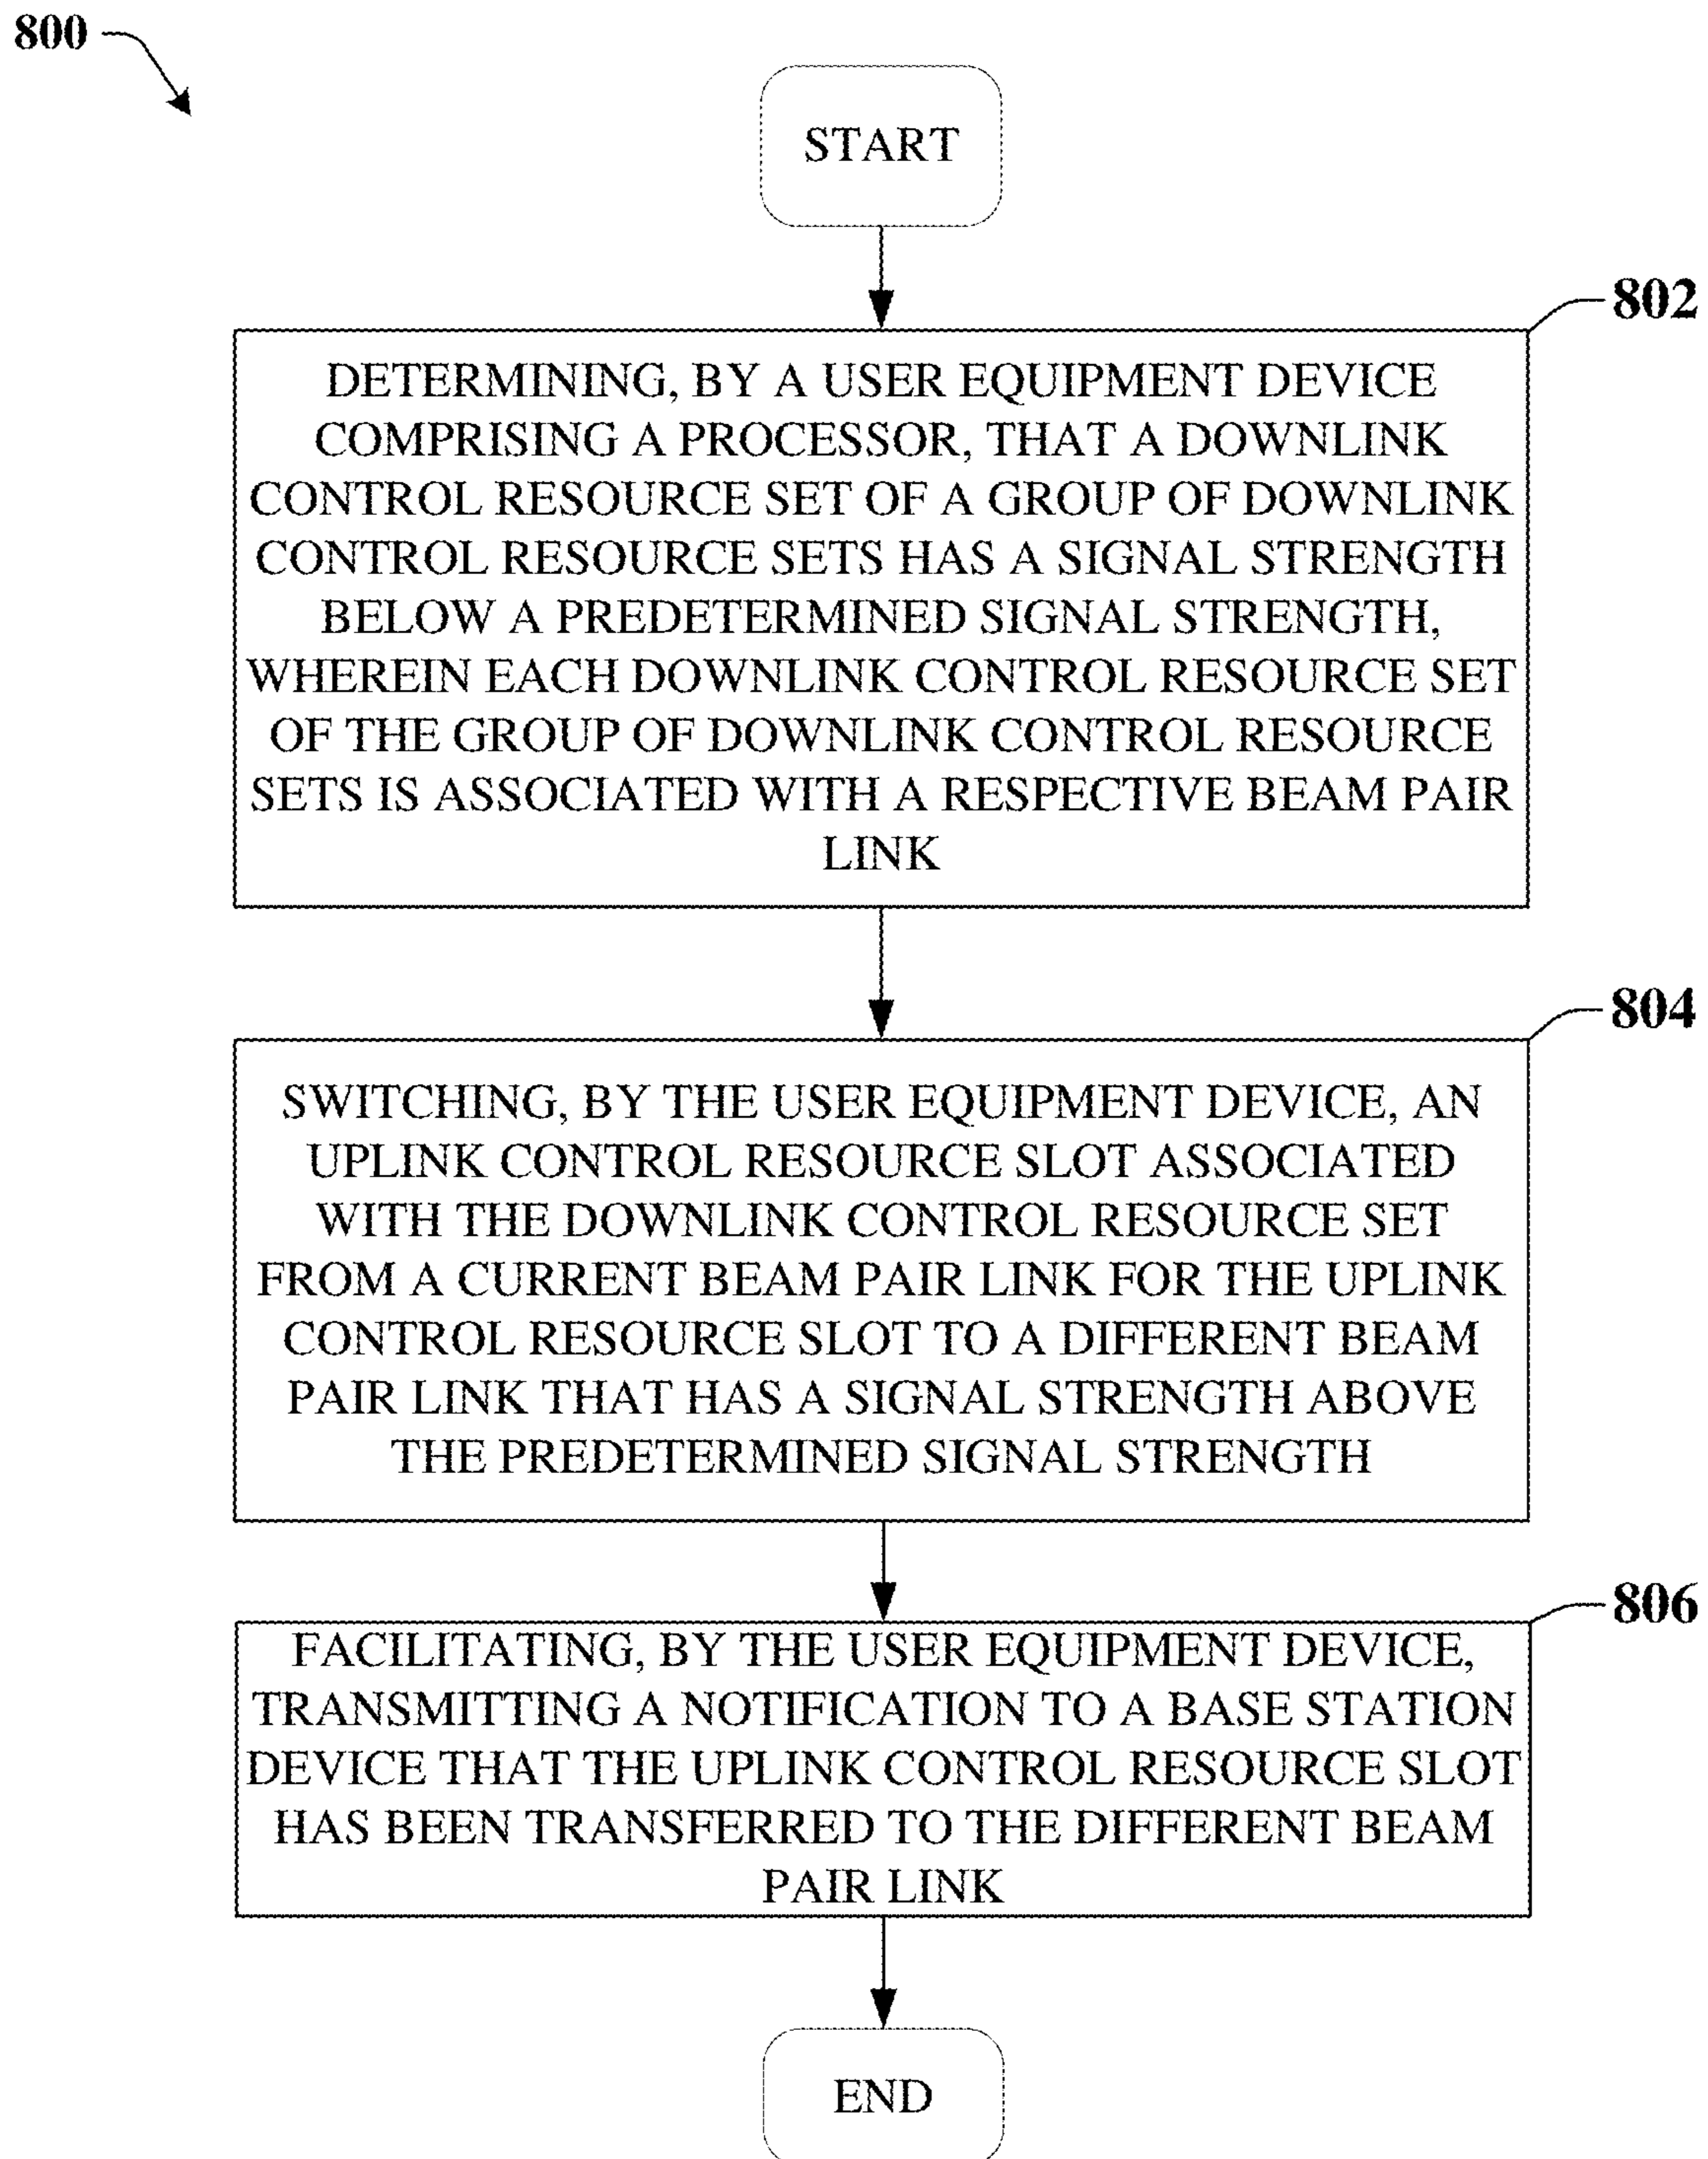 800
START
802
DETERMINING, BY A USER EQUIPMENT DEVICE
COMPRISING A PROCESSOR, THAT A DOWNLINK
CONTROL RESOURCE SET OF A GROUP OF DOWNLINK
CONTROL RESOURCE SETS HAS A SIGNAL STRENGTH
BELOW A PREDETERMINED SIGNAL STRENGTH,
WHEREIN EACH DOWNLINK CONTROL RESOURCE SET
OF THE GROUP OF DOWNLINK CONTROL RESOURCE
SETS IS ASSOCIATED WITH A RESPECTIVE BEAM PAIR
LINK
804
SWITCHING, BY THE USER EQUIPMENT DEVICE, AN
UPLINK CONTROL RESOURCE SLOT ASSOCIATED
WITH THE DOWNLINK CONTROL RESOURCE SET
FROM A CURRENT BEAM PAIR LINK FOR THE UPLINK
CONTROL RESOURCE SLOT TO A DIFFERENT BEAM
PAIR LINK THAT HAS A SIGNAL STRENGTH ABOVE
THE PREDETERMINED SIGNAL STRENGTH
806
FACILITATING, BY THE USER EQUIPMENT DEVICE,
TRANSMITTING A NOTIFICATION TO A BASE STATION
DEVICE THAT THE UPLINK CONTROL RESOURCE SLOT
HAS BEEN TRANSFERRED TO THE DIFFERENT BEAM
PAIR LINK
END